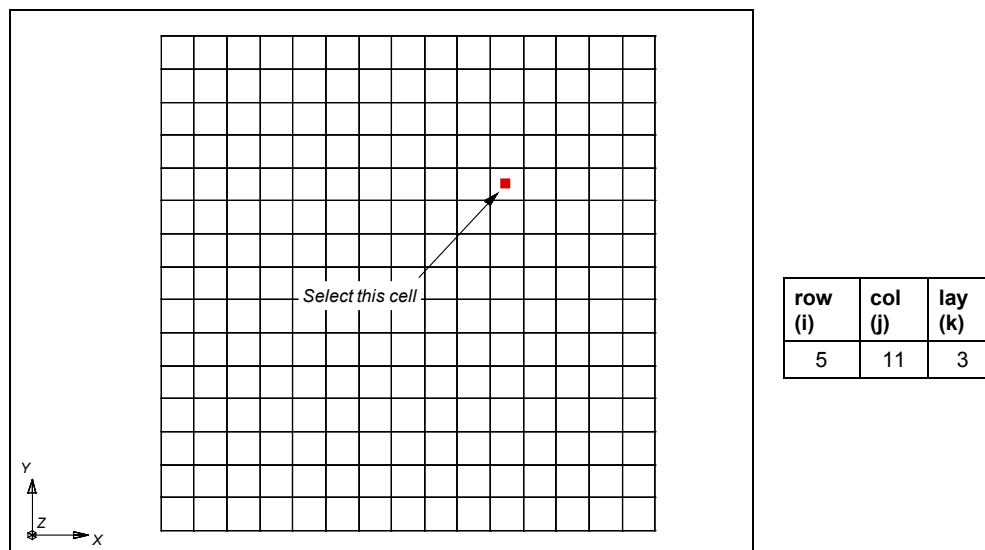 Select this cell
row
(i)
col
(j)
lay
(k)
5
11
3
Y
Z
X